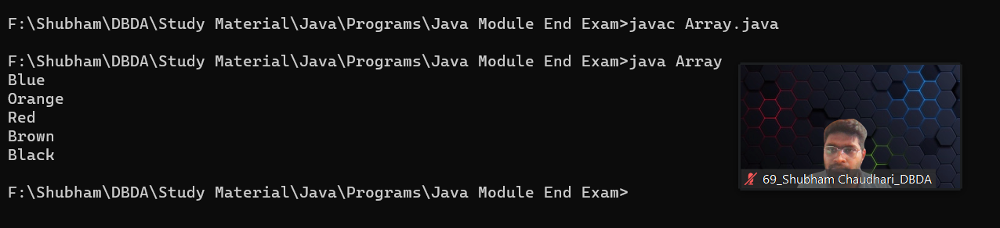 F:\Shubham\DBDA\Study Material\Java\Programs\Java Module End Exam>javac Array.java
F:\Shubham\DBDA\Study Material\Java\Programs\Java Module End Exam>java Array
Blue
Orange
Red
Brown
Black
69_Shubham Chaudhari_DBDA
F:\Shubham\DBDA\Study Material\Java\Programs\Java Module End Exam>